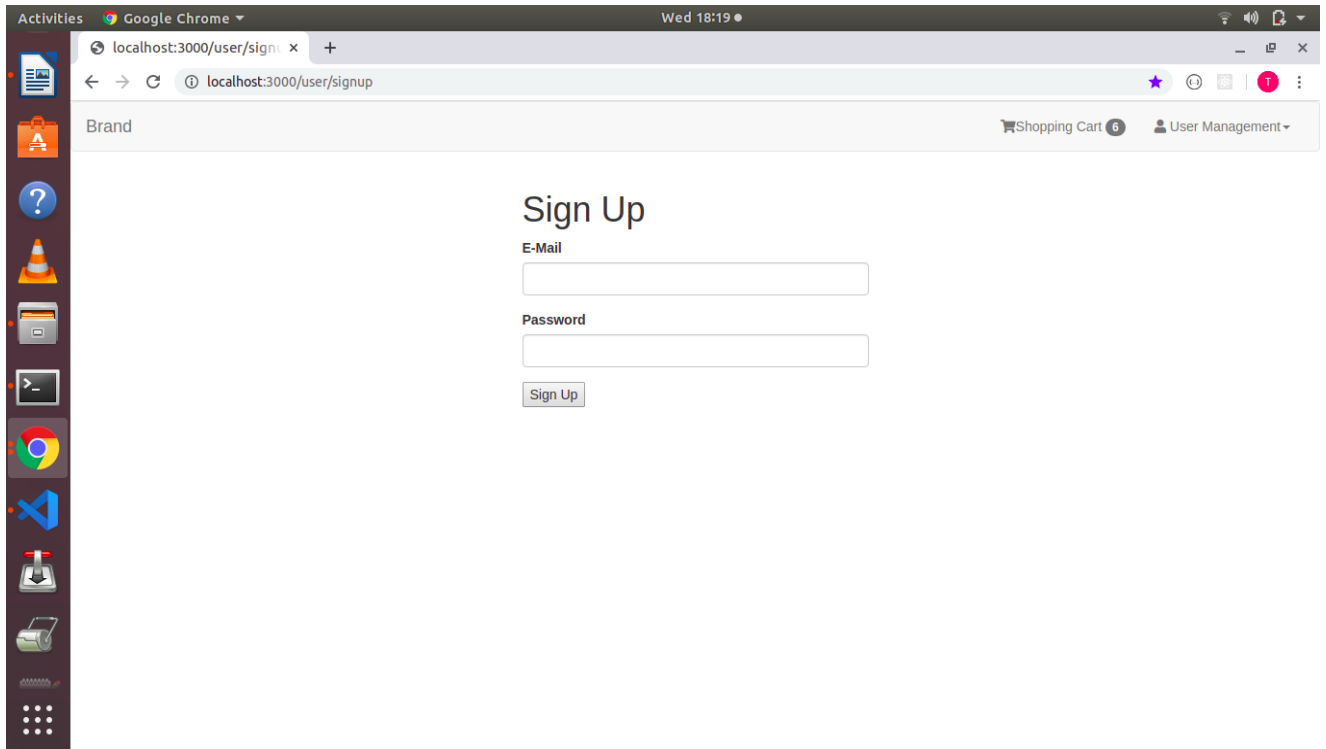 Activities Google Chrome Wed 18:19
localhost:3000/user/signu
localhost:3000/user/signup T
Brand Shopping Cart 6 User Management
Sign Up
E-Mail
Password
Sign Up